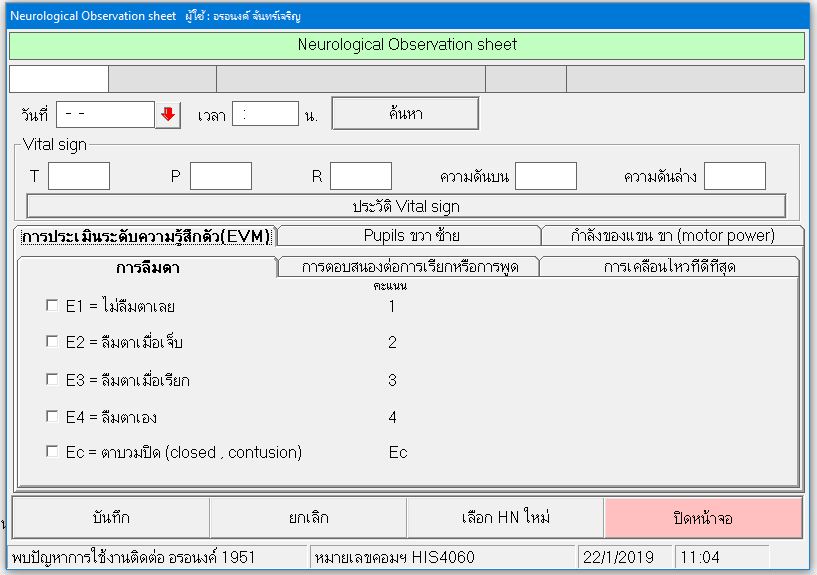 Neurological Observation sheet ผู้ใช้ : อรอนงค์ จันทร์เจริญ
Neurological Observation sheet
วันที่ - - เวลา : น. ค้นหา
Vital sign
T P R ความดันบน ความดันล่าง
ประวัติ Vital sign
การประเมินระดับความรู้สึกตัว(EVM) Pupils ขวา ซ้าย กำลังของแขน ขา (motor power)
การลืมตา การตอบสนองต่อการเรียกหรือการพูด การเคลื่อนไหวที่ดีที่สุด
คะแนน
E1 = ไม่ลืมตาเลย 1
E2 = ลืมตาเมื่อเจ็บ 2
E3 = ลืมตาเมื่อเรียก 3
E4 = ลืมตาเอง 4
Ec = ตาบวมปิด (closed , contusion) Ec
บันทึก ยกเลิก เลือก HN ใหม่ ปิดหน้าจอ
พบปัญหาการใช้งานติดต่อ อรอนงค์ 1951 หมายเลขคอมฯ HIS4060 22/1/2019 11:04